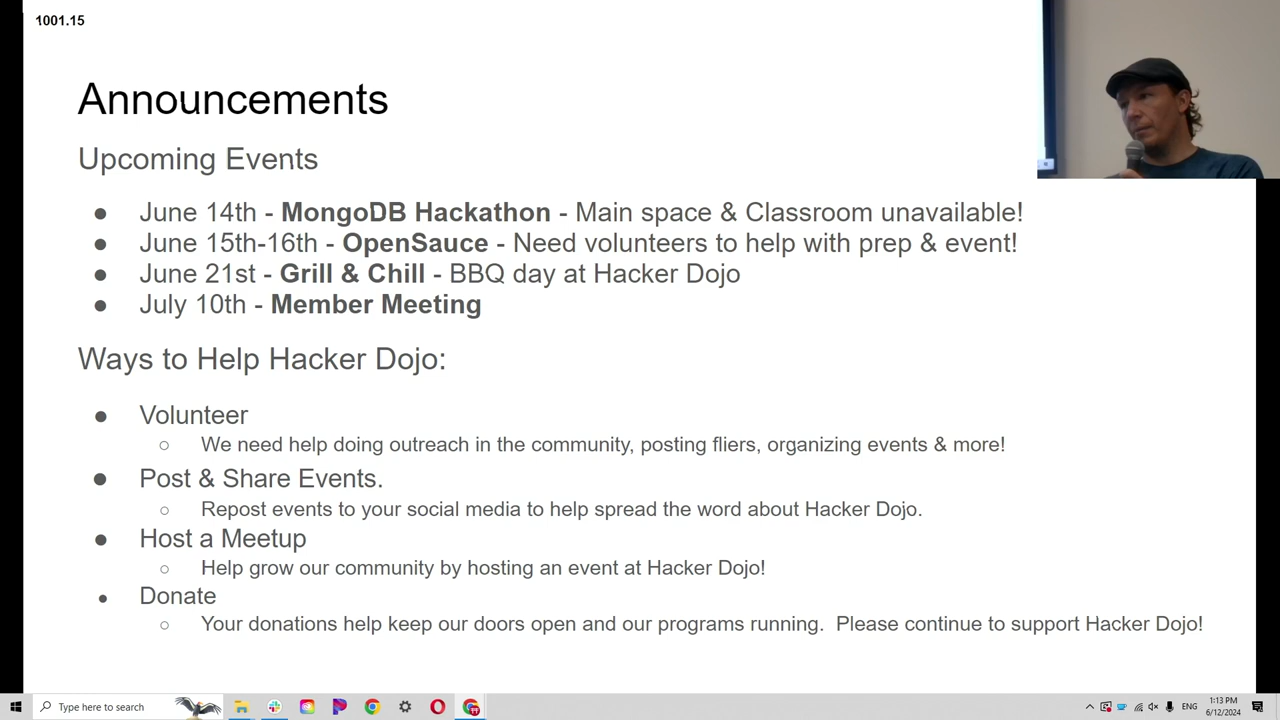 1001.15
Announcements
Upcoming Events
● June 14th - MongoDB Hackathon - Main space & Classroom unavailable!
● June 15th-16th - OpenSauce - Need volunteers to help with prep & event!
● June 21st - Grill & Chill - BBQ day at Hacker Dojo
● July 10th - Member Meeting
Ways to Help Hacker Dojo:
● Volunteer
○ We need help doing outreach in the community, posting fliers, organizing events & more!
● Post & Share Events.
○ Repost events to your social media to help spread the word about Hacker Dojo.
● Host a Meetup
○ Help grow our community by hosting an event at Hacker Dojo!
● Donate
○ Your donations help keep our doors open and our programs running. Please continue to support Hacker Dojo!
Type here to search
ENG
1:13 PM
6/12/2024